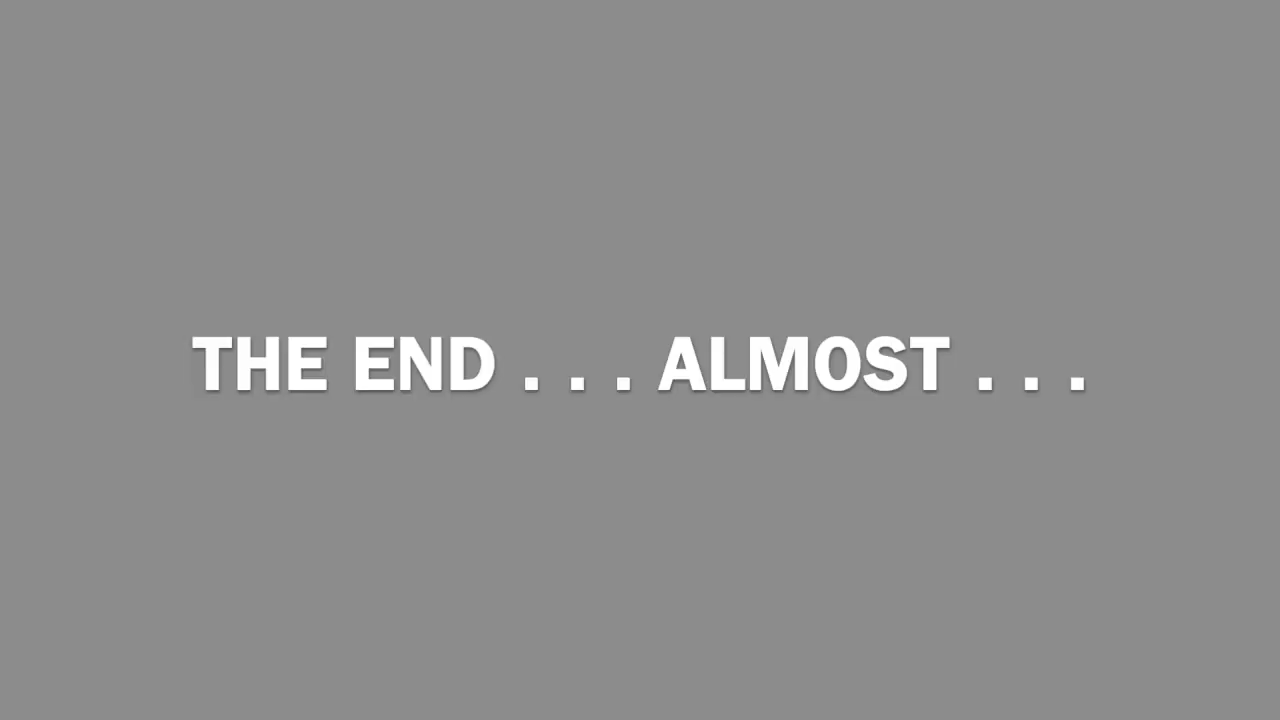 THE END . . . ALMOST . . .